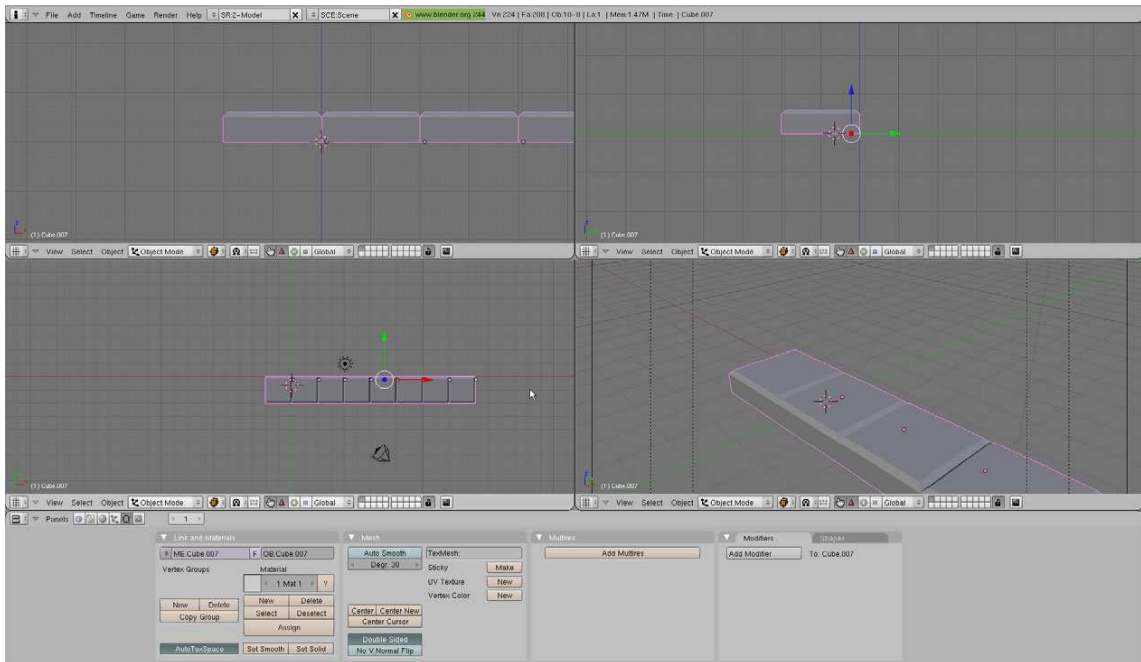 File Add Timeline Game Render Help SR:2-Model SCE:Scene www.blender.org 244 Ve:224 | Fa:208 | Ob:10-8 | La:1 | Mem:1.47M | Time: | Cube.007
(1) Cube.007
(1) Cube.007
View Select Object Object Mode Global
View Select Object Object Mode Global
(1) Cube.007
(1) Cube.007
View Select Object Object Mode Global
View Select Object Object Mode Global
Panels 1
Link and Materials
ME:Cube.007 F OB:Cube.007
Vertex Groups Material
1 Mat 1 ?
New Delete New Delete
Copy Group Select Deselect
Assign
AutoTexSpace Set Smooth Set Solid
Mesh
Auto Smooth TexMesh:
Degr: 30 Sticky Make
UV Texture New
Vertex Color New
Center Center New
Center Cursor
Double Sided
No V.Normal Flip
Multires
Add Multires
Modifiers Shapes
Add Modifier To: Cube.007